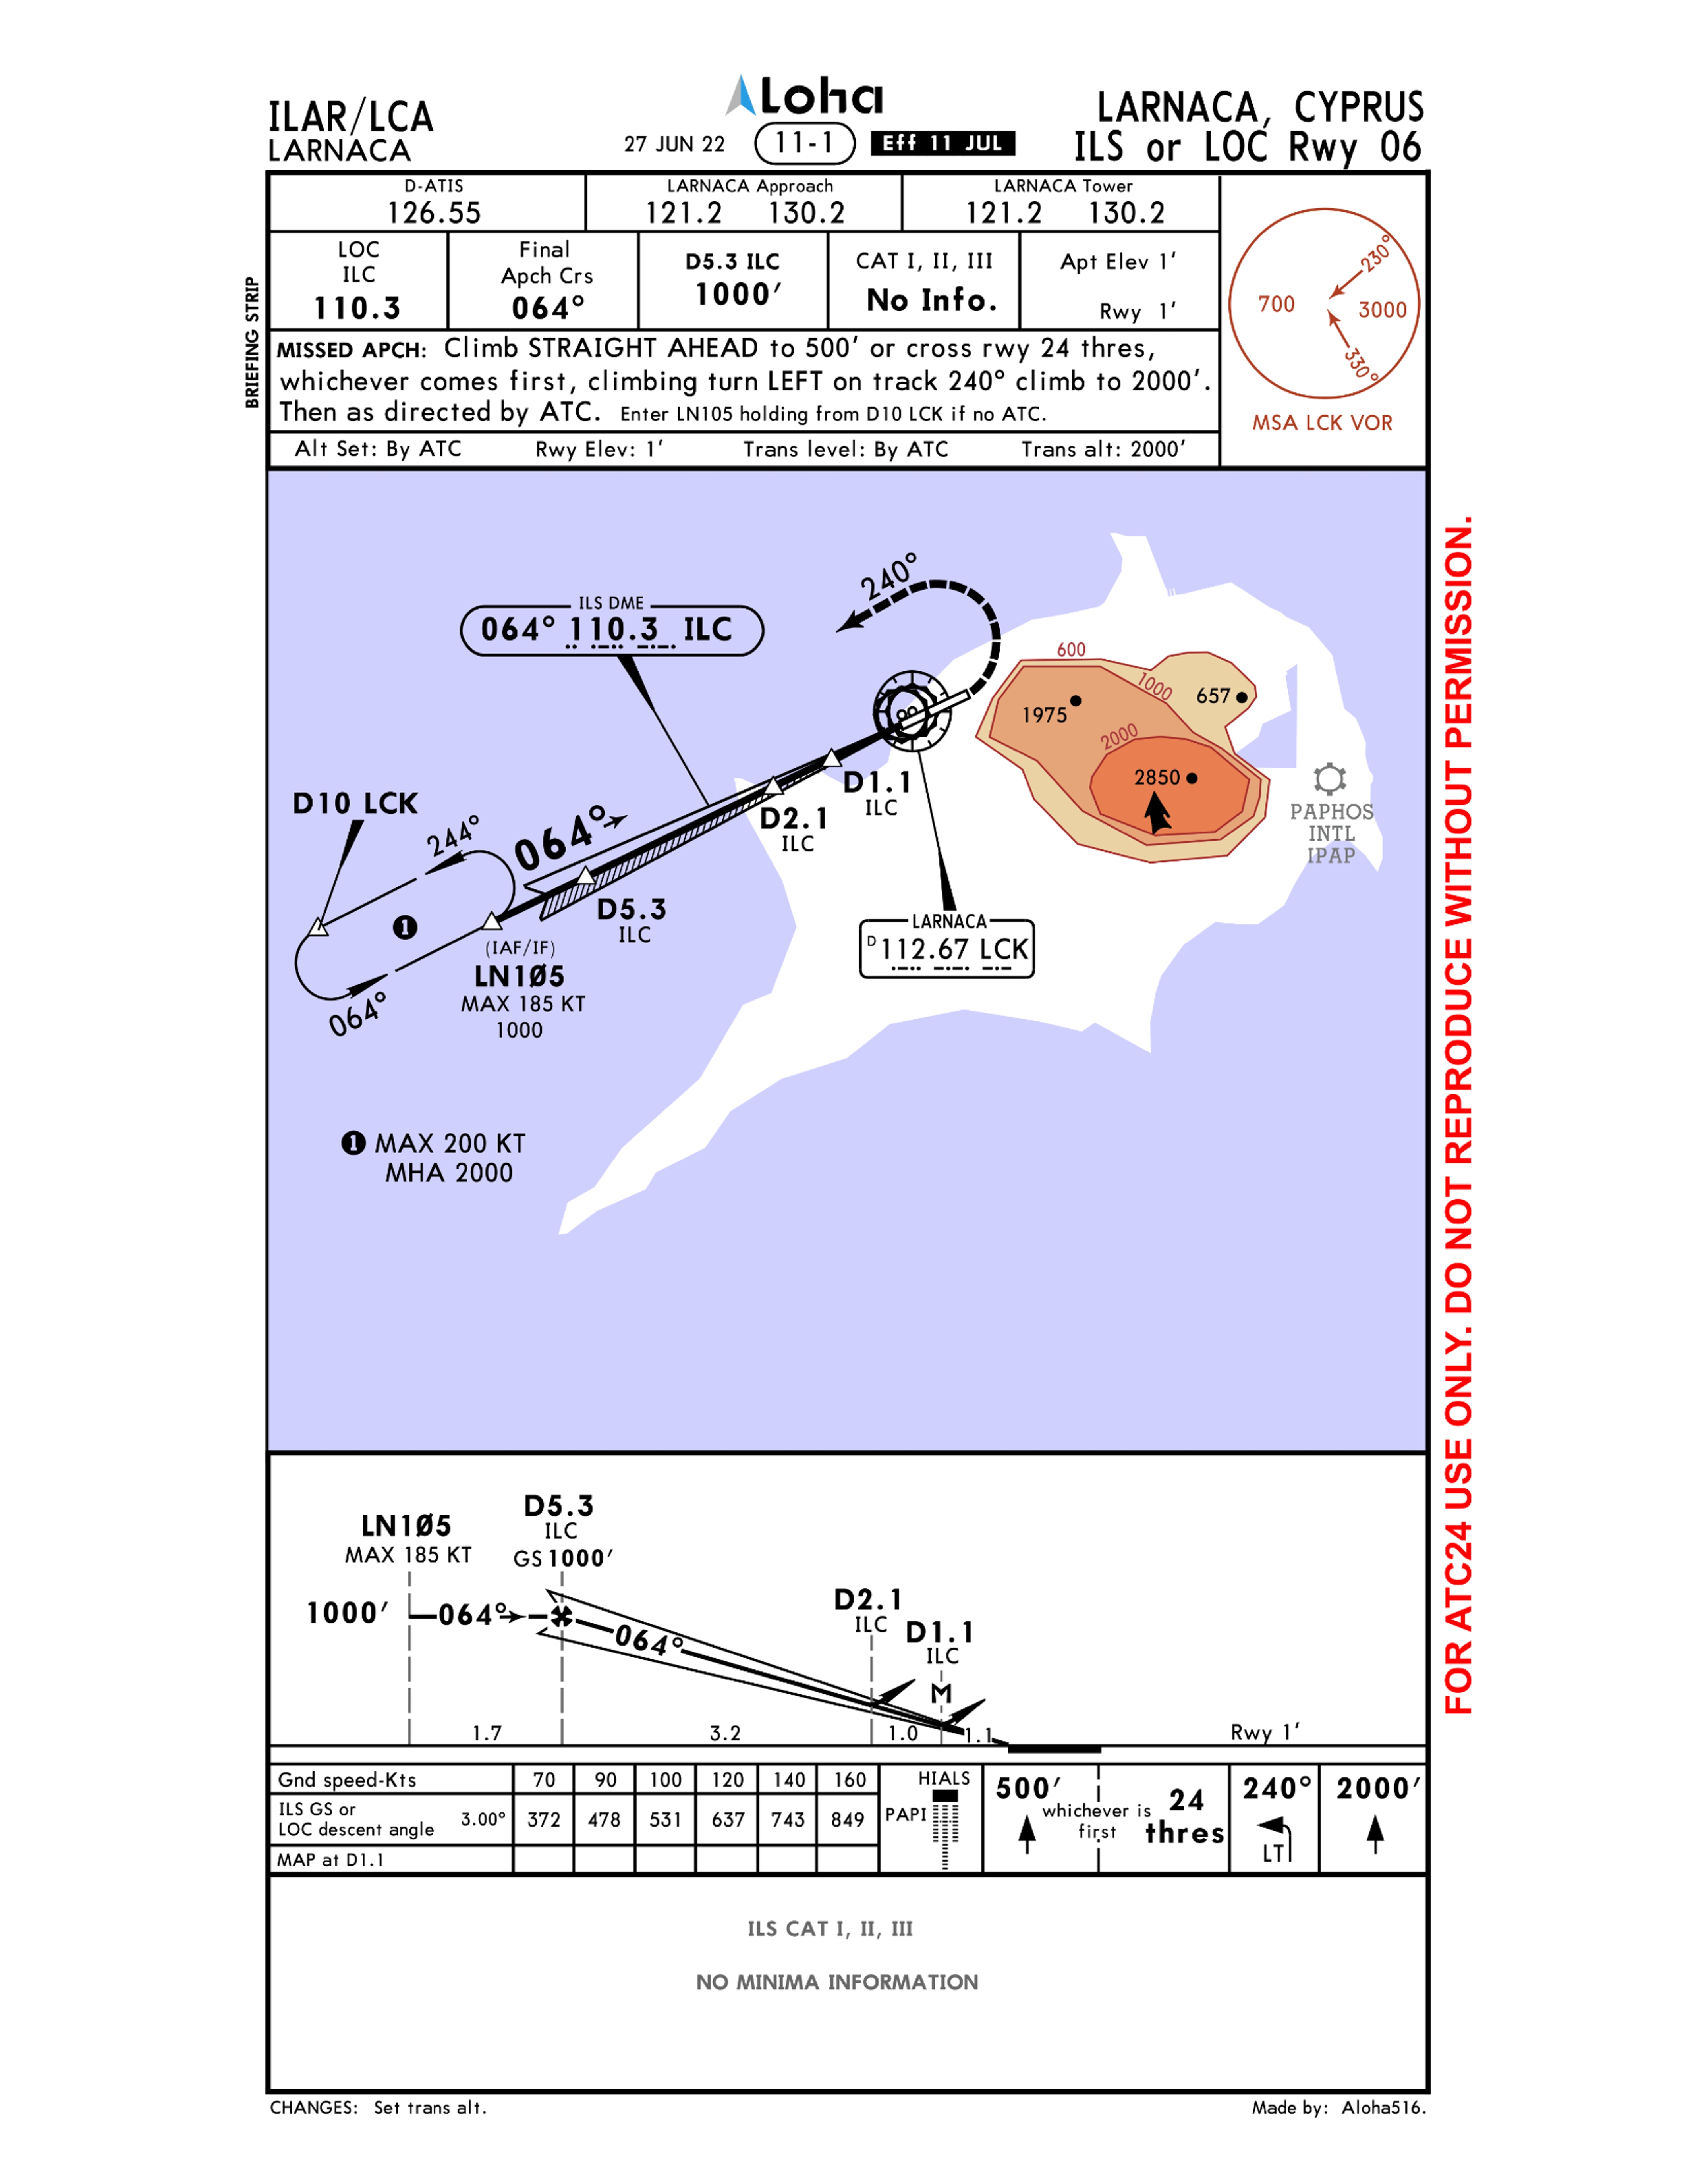 ILAR/LCA
LARNACA
Loha
27 JUN 22
11-1
Eff 11 JUL
LARNACA, CYPRUS
ILS or LOC Rwy 06
BRIEFING STRIP
D-ATIS
126.55
LARNACA Approach
121.2 130.2
LARNACA Tower
121.2 130.2
LOC
ILC
110.3
Final
Apch Crs
064°
D5.3 ILC
1000'
CAT I, II, III
No Info.
Apt Elev 1'
Rwy 1'
MISSED APCH: Climb STRAIGHT AHEAD to 500' or cross rwy 24 thres,
whichever comes first, climbing turn LEFT on track 240° climb to 2000'.
Then as directed by ATC. Enter LN105 holding from D10 LCK if no ATC.
Alt Set: By ATC Rwy Elev: 1' Trans level: By ATC Trans alt: 2000'
230°
700
3000
330°
MSA LCK VOR
240°
ILS DME
064° 110.3 ILC
600
1000
657
1975
2000
2850
PAPHOS
INTL
IPAP
D1.1
ILC
D2.1
ILC
D10 LCK
244°
064°
D5.3
ILC
1
(IAF/IF)
LN1Ø5
MAX 185 KT
1000
064°
LARNACA
D 112.67 LCK
1 MAX 200 KT
MHA 2000
FOR ATC24 USE ONLY. DO NOT REPRODUCE WITHOUT PERMISSION.
LN1Ø5
MAX 185 KT
D5.3
ILC
GS 1000'
1000'
064°
064°
D2.1
ILC
D1.1
ILC
M
1.7
3.2
1.0
1.1
Rwy 1'
Gnd speed-Kts 70 90 100 120 140 160
ILS GS or
LOC descent angle 3.00° 372 478 531 637 743 849
MAP at D1.1
HIALS
PAPI
500'
whichever is
first
24
thres
240°
LT
2000'
ILS CAT I, II, III
NO MINIMA INFORMATION
CHANGES: Set trans alt.
Made by: Aloha516.